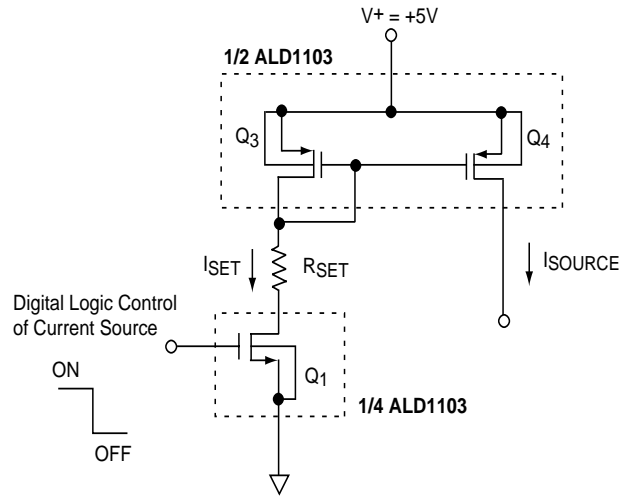 V+ = +5V
1/2 ALD1103
Q3
Q4
ISET
RSET
ISOURCE
Digital Logic Control
of Current Source
ON
OFF
Q1
1/4 ALD1103